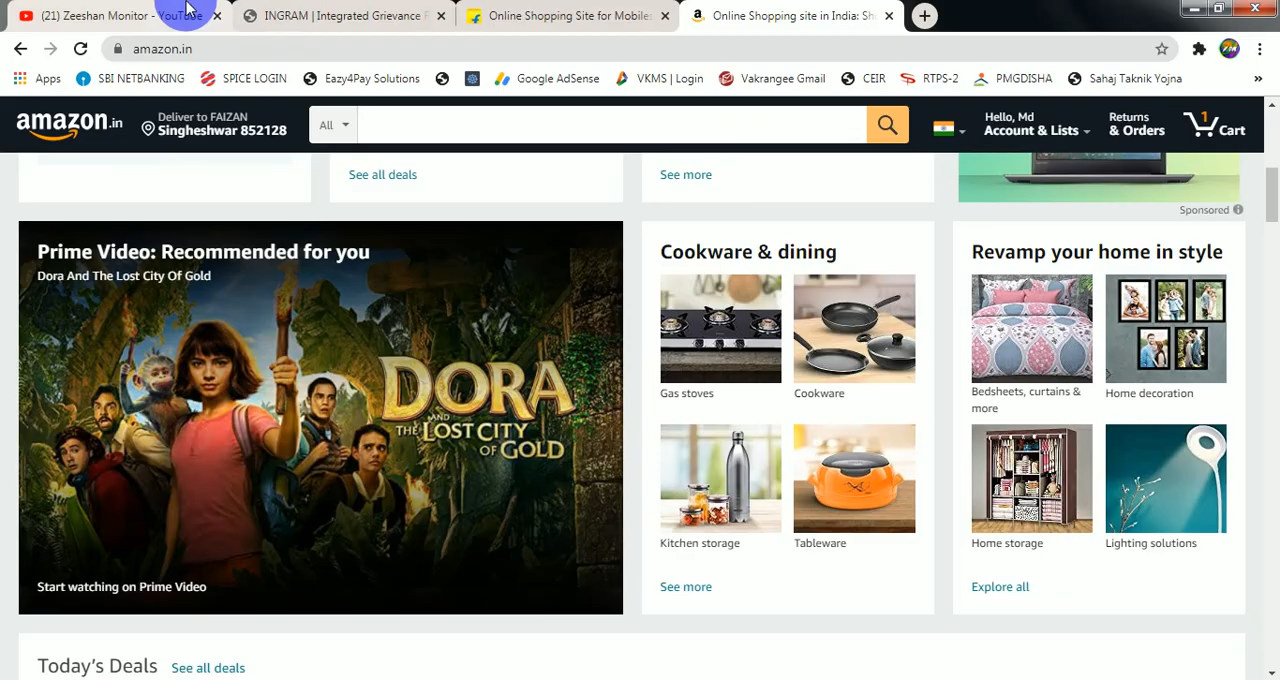 (21) Zeeshan Monitor - YouTube
INGRAM | Integrated Grievance R
Online Shopping Site for Mobiles
Online Shopping site in India: Sh
amazon.in
Apps
SBI NETBANKING
SPICE LOGIN
Eazy4Pay Solutions
Google AdSense
VKMS | Login
Vakrangee Gmail
CEIR
RTPS-2
PMGDISHA
Sahaj Taknik Yojna
»
amazon.in
Deliver to FAIZAN
Singheshwar 852128
All
Hello, Md
Account & Lists
Returns
& Orders
1
Cart
See all deals
See more
Sponsored
Prime Video: Recommended for you
Dora And The Lost City Of Gold
DORA
AND
THE LOST CITY
OF GOLD
Start watching on Prime Video
Cookware & dining
Gas stoves
Cookware
Kitchen storage
Tableware
See more
Revamp your home in style
Bedsheets, curtains &
more
Home decoration
Home storage
Lighting solutions
Explore all
Today's Deals
See all deals